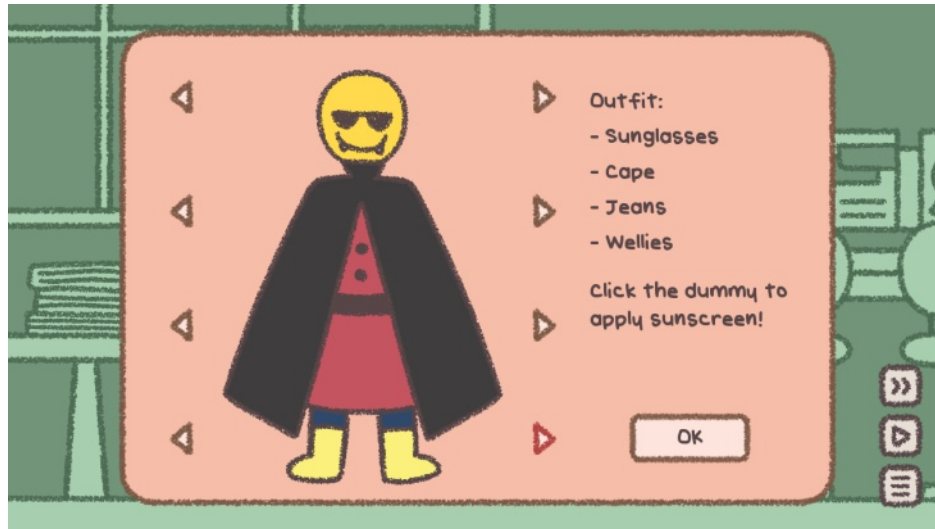 Outfit:
- Sunglasses
- Cape
- Jeans
- Wellies
Click the dummy to
apply sunscreen!
OK